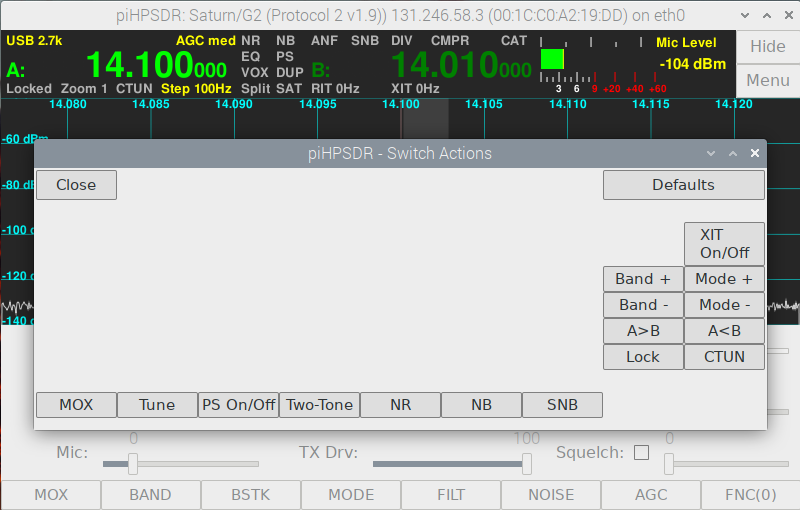 piHPSDR: Saturn/G2 (Protocol 2 v1.9)) 131.246.58.3 (00:1C:C0:A2:19:DD) on eth0
USB 2.7k AGC med NR NB ANF SNB DIV CMPR CAT Mic Level Hide
A: 14.100000 EQ PS B: 14.010000 -104 dBm
VOX DUP Menu
Locked Zoom 1 CTUN Step 100Hz Split SAT RIT 0Hz XIT 0Hz 3 6 9 +20 +40 +60
14.080 14.085 14.090 14.095 14.100 14.105 14.110 14.115 14.120
-60 dBm
piHPSDR - Switch Actions
-80
Close Defaults
-100
XIT
On/Off
-120
Band + Mode +
Band - Mode -
-140
A>B A<B
Lock CTUN
MOX Tune PS On/Off Two-Tone NR NB SNB
0 100 0
Mic: TX Drv: Squelch:
MOX BAND BSTK MODE FILT NOISE AGC FNC(0)